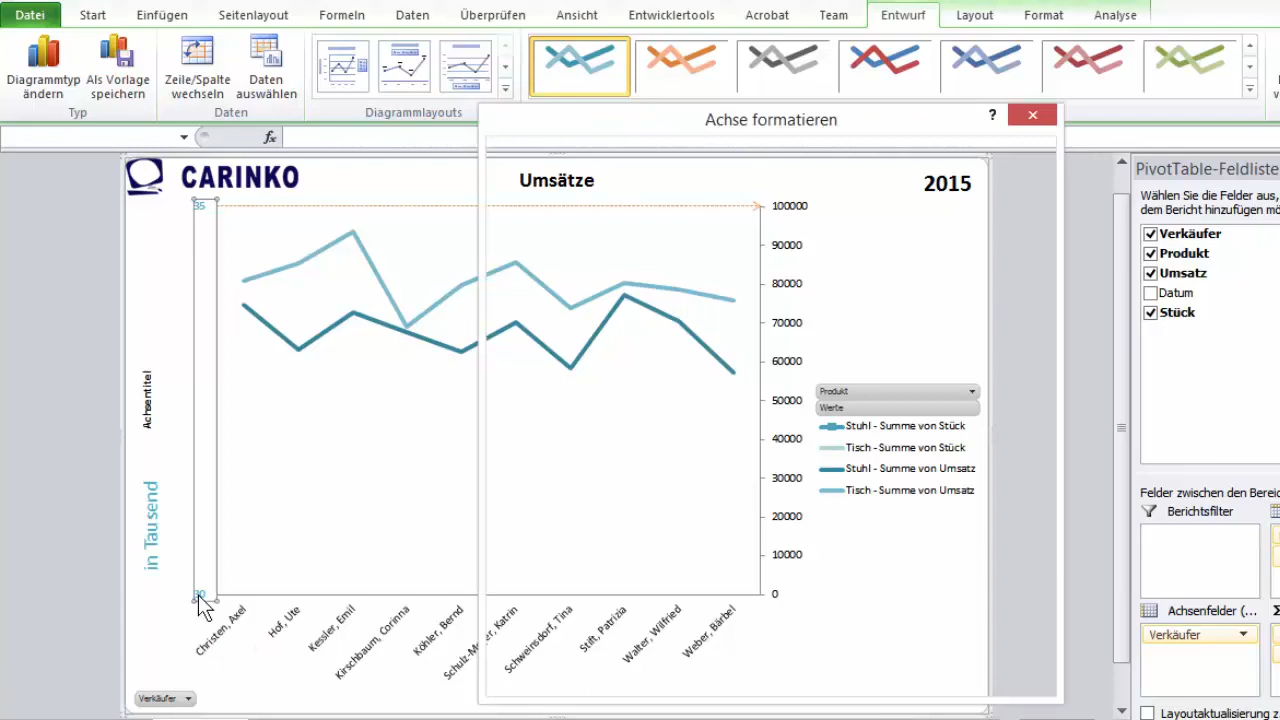 Datei Start Einfügen Seitenlayout Formeln Daten Überprüfen Ansicht Entwicklertools Acrobat Team Entwurf Layout Format Analyse
Diagrammtyp ändern
Als Vorlage speichern
Zeile/Spalte wechseln
Daten auswählen
Typ Daten Diagrammlayouts
Achse formatieren
?
fx
CARINKO
Umsätze
2015
PivotTable-Feldliste
Wählen Sie die Felder aus,
dem Bericht hinzufügen mö
Verkäufer
Produkt
Umsatz
Datum
Stück
35
100000
90000
80000
70000
60000
50000
40000
30000
20000
10000
0
Achsentitel
in Tausend
Produkt
Werte
Stuhl - Summe von Stück
Tisch - Summe von Stück
Stuhl - Summe von Umsatz
Tisch - Summe von Umsatz
Christen, Axel
Hof, Ute
Kessler, Emil
Kirschbaum, Corinna
Köhler, Bernd
Katrin
Schweinsdorf, Tina
Stift, Patrizia
Walter, Wilfried
Weber, Bärbel
Verkäufer
Felder zwischen den Bereic
Berichtsfilter
Achsenfelder (...
Σ
Verkäufer
Layoutaktualisierung z